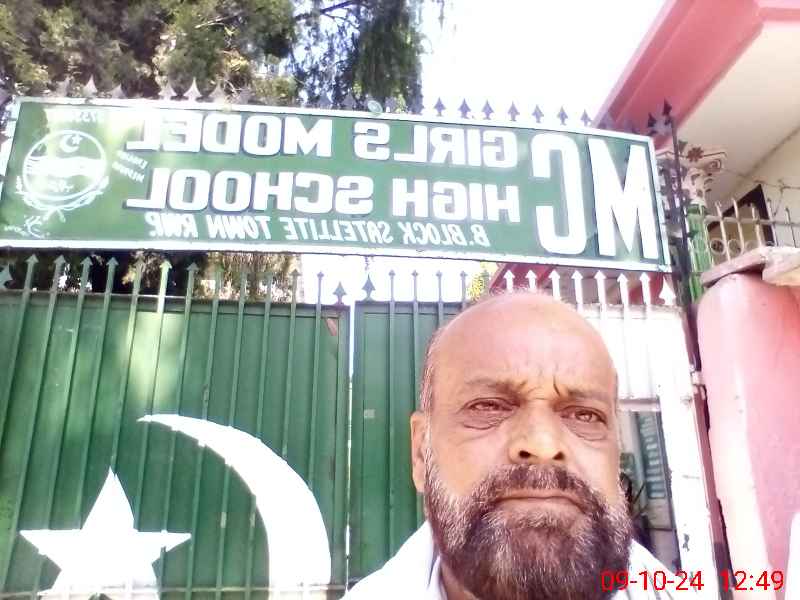 MC GIRLS MODEL
HIGH SCHOOL
B.BLOCK SATELLITE TOWN RWP.
09-10-24 12:49